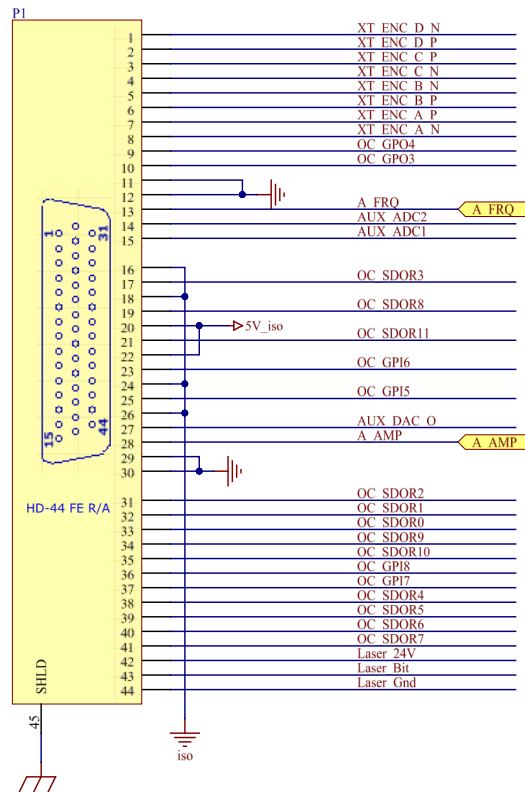 P1
1 XT ENC D N
2 XT ENC D P
3 XT ENC C P
4 XT ENC C N
5 XT ENC B N
6 XT ENC B P
7 XT ENC A P
8 XT ENC A N
9 OC GPO4
10 OC GPO3
11
12
13 A FRQ A FRQ
14 AUX ADC2
15 AUX ADC1
16
17 OC SDOR3
18
19 OC SDOR8
20 5V_iso
21 OC SDOR11
22
23 OC GPI6
24
25 OC GPI5
26
27 AUX DAC O
28 A AMP A AMP
29
30
1 31
15 44
HD-44 FE R/A
31 OC SDOR2
32 OC SDOR1
33 OC SDOR0
34 OC SDOR9
35 OC SDOR10
36 OC GPI8
37 OC GPI7
38 OC SDOR4
39 OC SDOR5
40 OC SDOR6
41 OC SDOR7
42 Laser 24V
43 Laser Bit
44 Laser Gnd
SHLD
45
iso